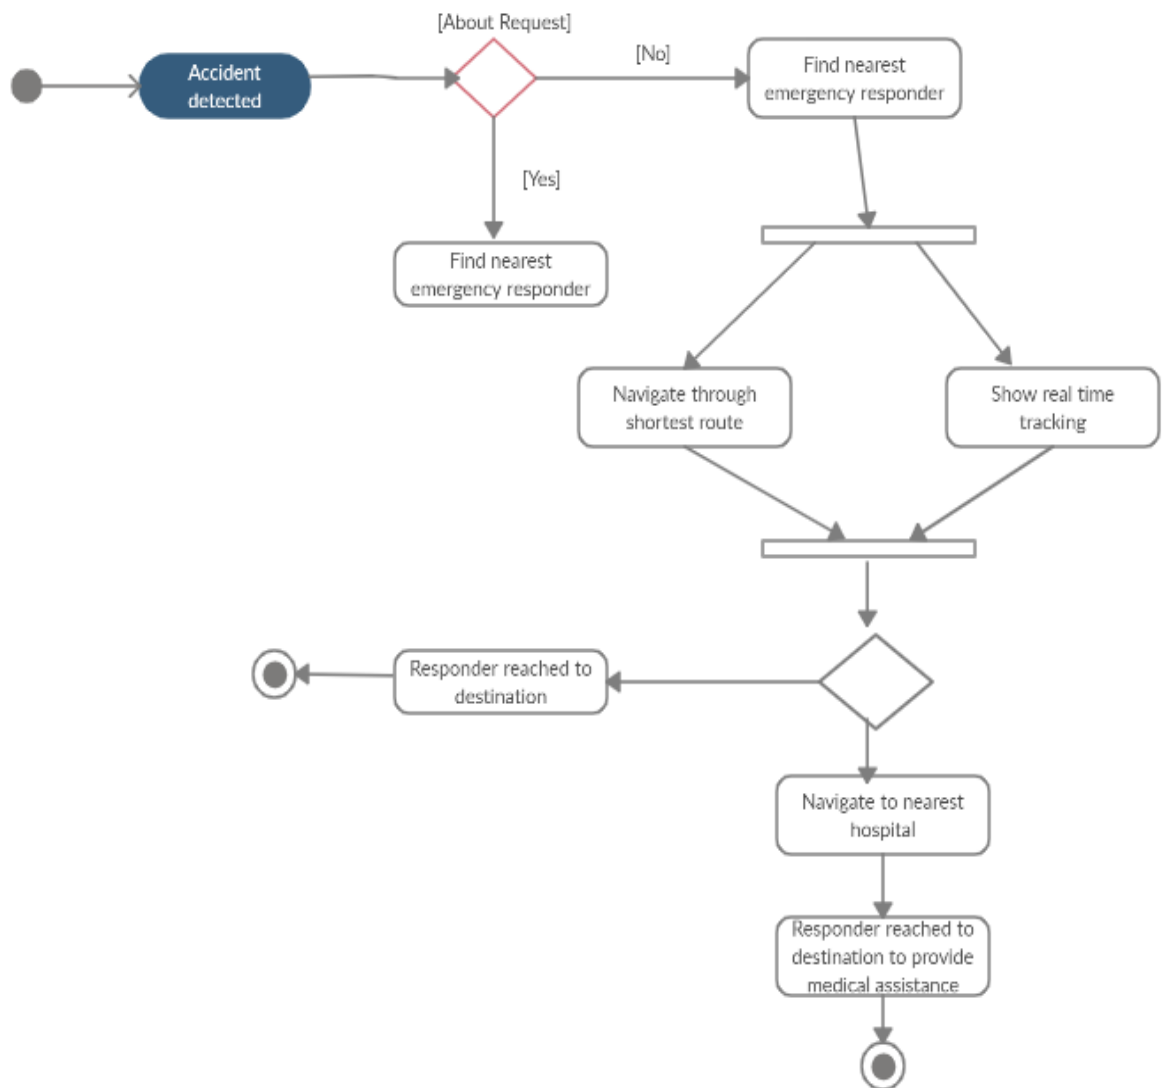 [About Request]
[No]
Accident
detected
Find nearest
emergency responder
[Yes]
Find nearest
emergency responder
Navigate through
shortest route
Show real time
tracking
Responder reached to
destination
Navigate to nearest
hospital
Responder reached to
destination to provide
medical assistance